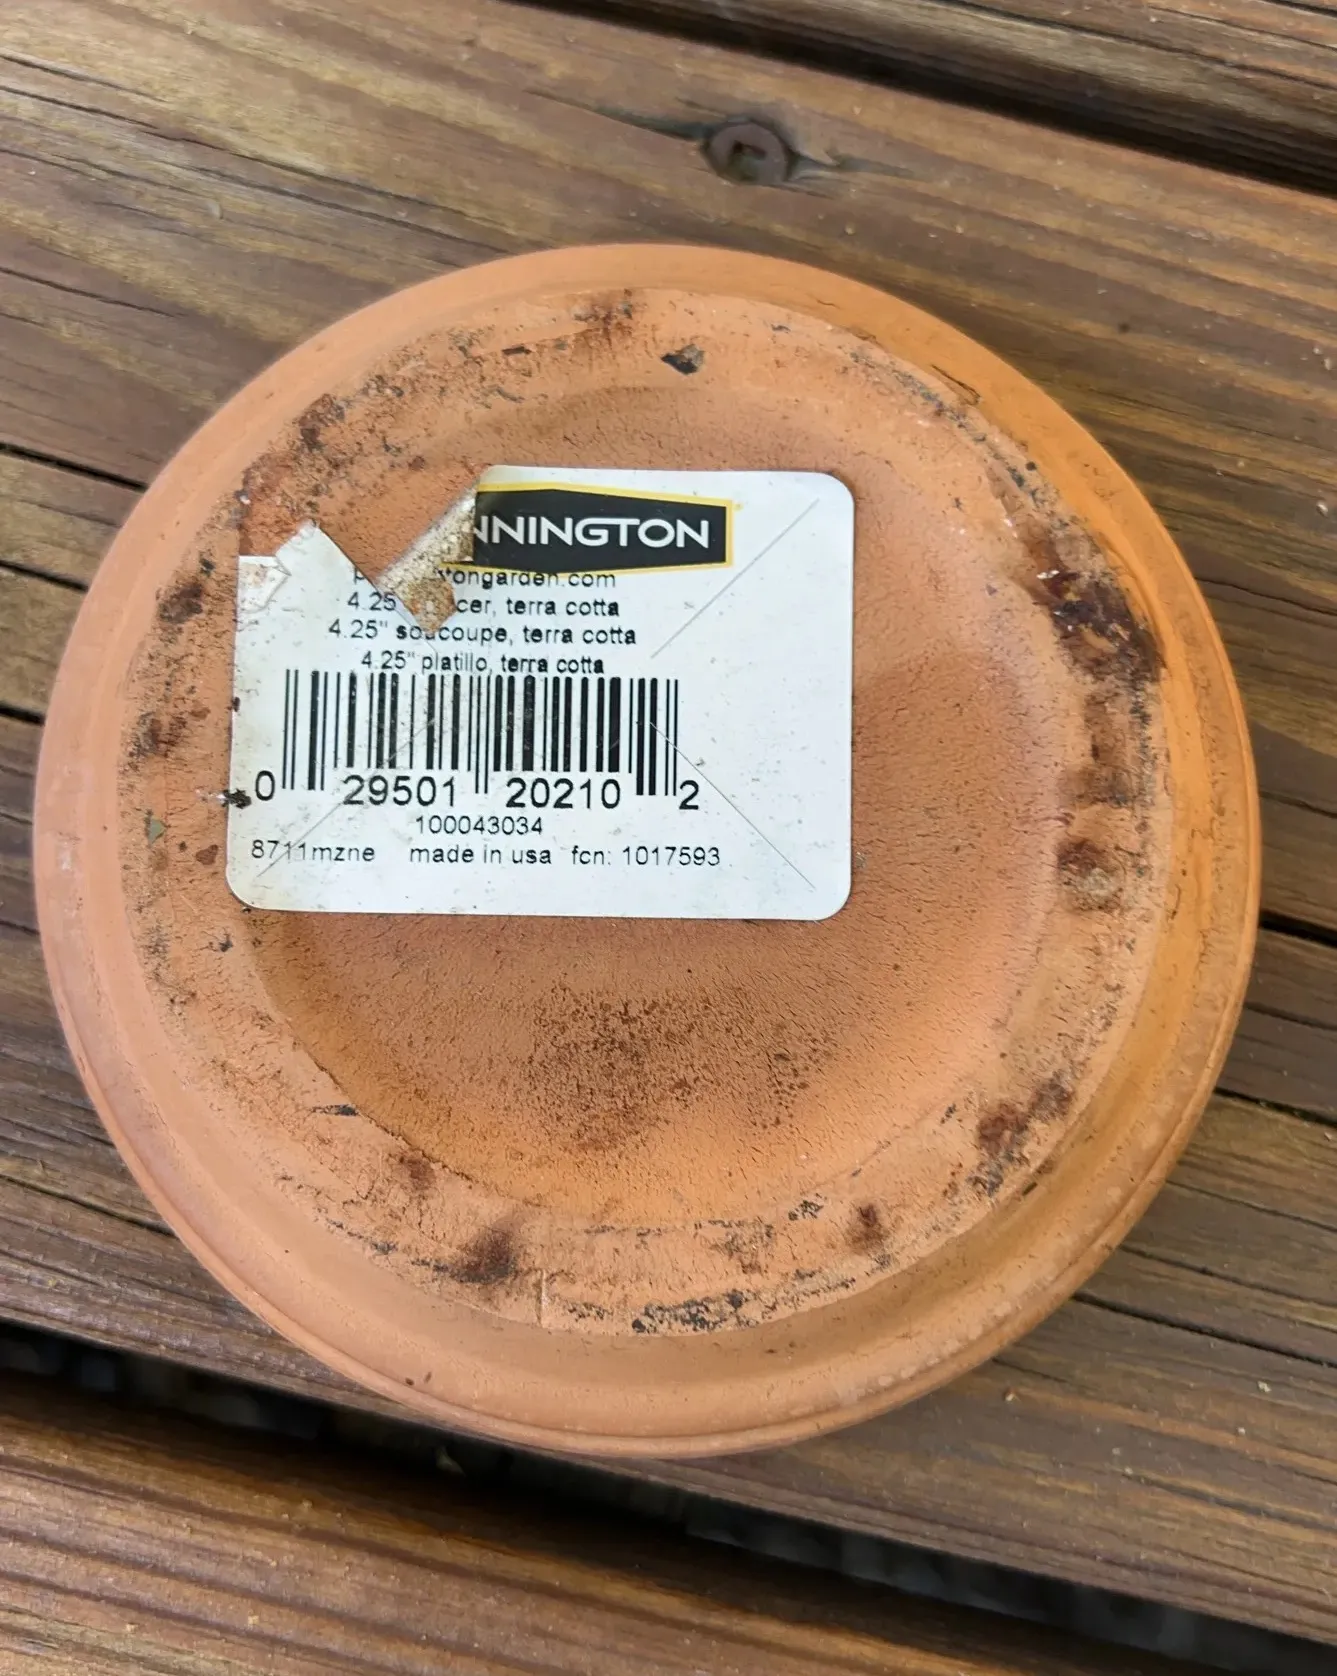 NNINGTON
tongarden.com
4.25 cer, terra cotta
4.25" soucoupe, terra cotta
4.25" platillo, terra cotta
0 29501 20210 2
100043034
8711mzne made in usa fcn: 1017593